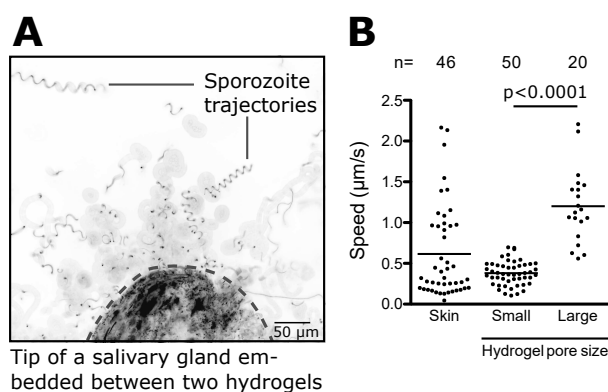 A
Sporozoite
trajectories
50 µm
Tip of a salivary gland em-
bedded between two hydrogels
B
n= 46 50 20
p<0.0001
2.5
2.0
1.5
1.0
0.5
0.0
Speed (µm/s)
Skin Small Large
Hydrogel pore size